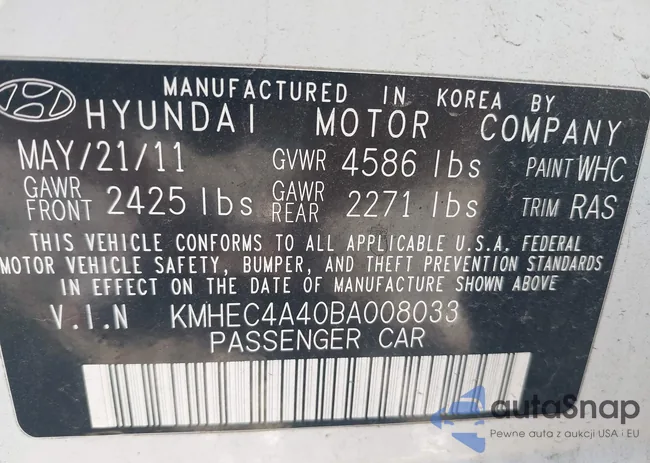 MANUFACTURED IN KOREA BY
HYUNDAI MOTOR COMPANY
MAY/21/11 GVWR 4586 lbs PAINT WHC
GAWR FRONT 2425 lbs GAWR REAR 2271 lbs TRIM RAS
THIS VEHICLE CONFORMS TO ALL APPLICABLE U.S.A. FEDERAL
MOTOR VEHICLE SAFETY, BUMPER, AND THEFT PREVENTION STANDARDS
IN EFFECT ON THE DATE OF MANUFACTURE SHOWN ABOVE.
V.I.N KMHEC4A40BA008033
PASSENGER CAR
autoSnap
Pewne auta z aukcji USA i EU